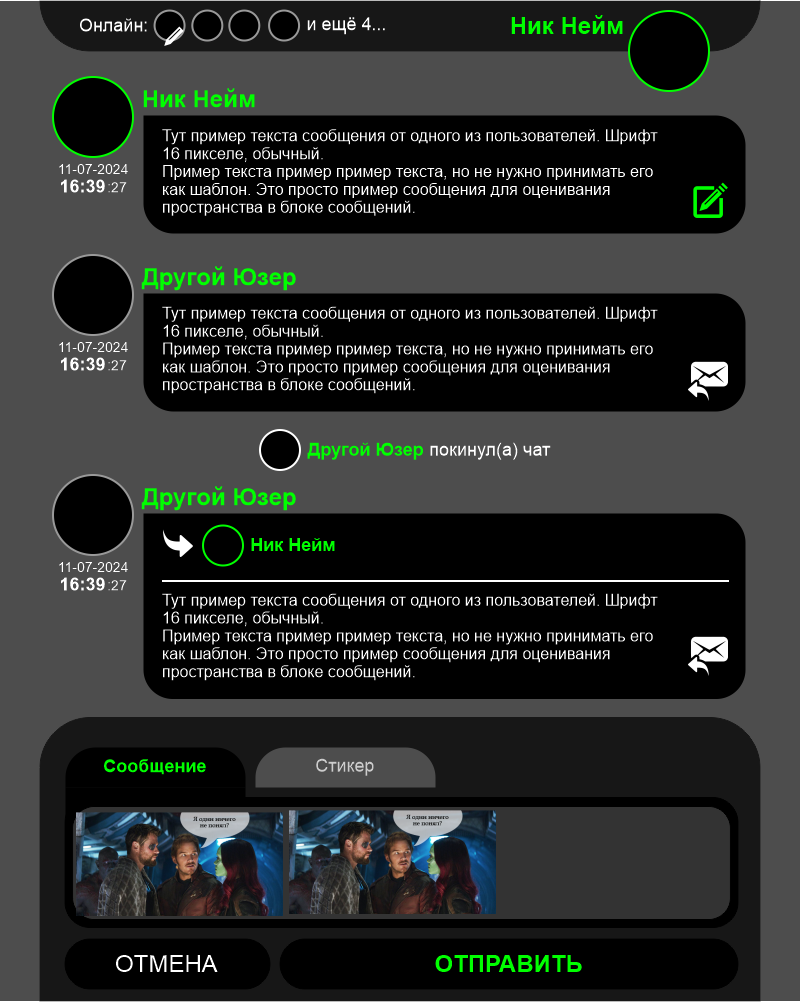 Онлайн: и ещё 4...
Ник Нейм
Ник Нейм
11-07-2024
16:39:27
Тут пример текста сообщения от одного из пользователей. Шрифт
16 пикселе, обычный.
Пример текста пример пример текста, но не нужно принимать его
как шаблон. Это просто пример сообщения для оценивания
пространства в блоке сообщений.
Другой Юзер
11-07-2024
16:39:27
Тут пример текста сообщения от одного из пользователей. Шрифт
16 пикселе, обычный.
Пример текста пример пример текста, но не нужно принимать его
как шаблон. Это просто пример сообщения для оценивания
пространства в блоке сообщений.
Другой Юзер покинул(а) чат
Другой Юзер
11-07-2024
16:39:27
Ник Нейм
Тут пример текста сообщения от одного из пользователей. Шрифт
16 пикселе, обычный.
Пример текста пример пример текста, но не нужно принимать его
как шаблон. Это просто пример сообщения для оценивания
пространства в блоке сообщений.
Сообщение
Стикер
Я один ничего
не понял?
Я один ничего
не понял?
ОТМЕНА
ОТПРАВИТЬ